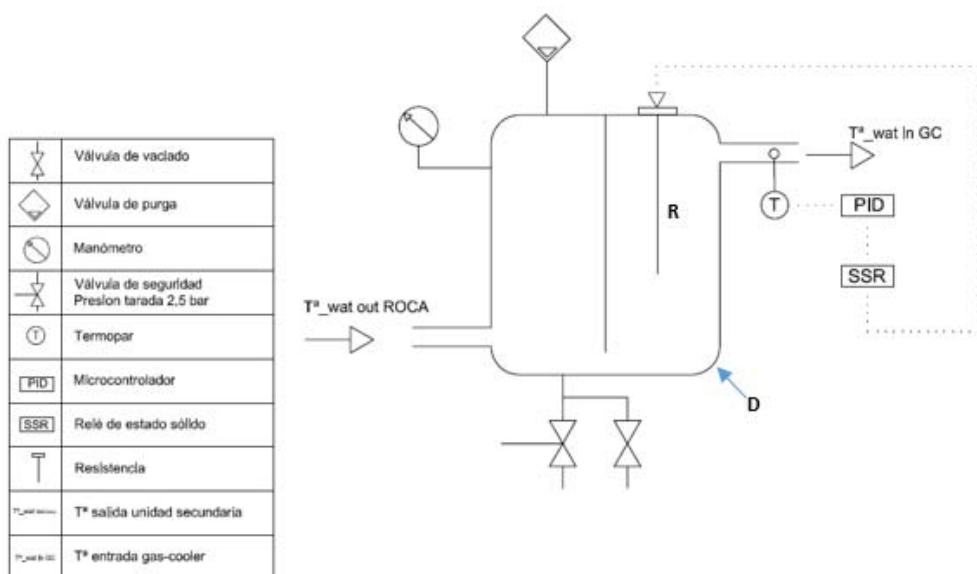 Válvula de vaciado
Válvula de purga
Manómetro
Válvula de seguridad
Presion tarada 2,5 bar
T
Termopar
PID
Microcontrolador
SSR
Relé de estado sólido
Resistencia
Tª salida unidad secundaria
Tª entrada gas-cooler
Tª_wat out ROCA
R
D
Tª_wat in GC
T
PID
SSR